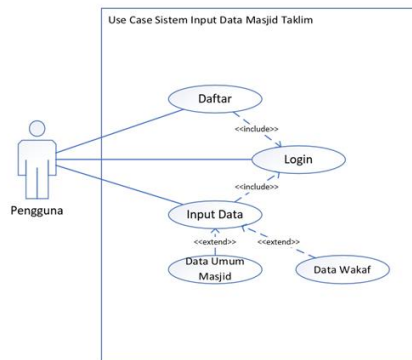 Use Case Sistem Input Data Masjid Taklim
Daftar
<<include>>
Login
<<include>>
Pengguna
Input Data
<<extend>>
<<extend>>
Data Umum
Masjid
Data Wakaf